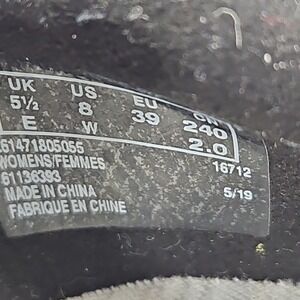 UK US EU CHN
5½ 8 39 240
E W 2.0
61471805055 16712
WOMENS/FEMMES
61136393 5/19
MADE IN CHINA
FABRIQUE EN CHINE